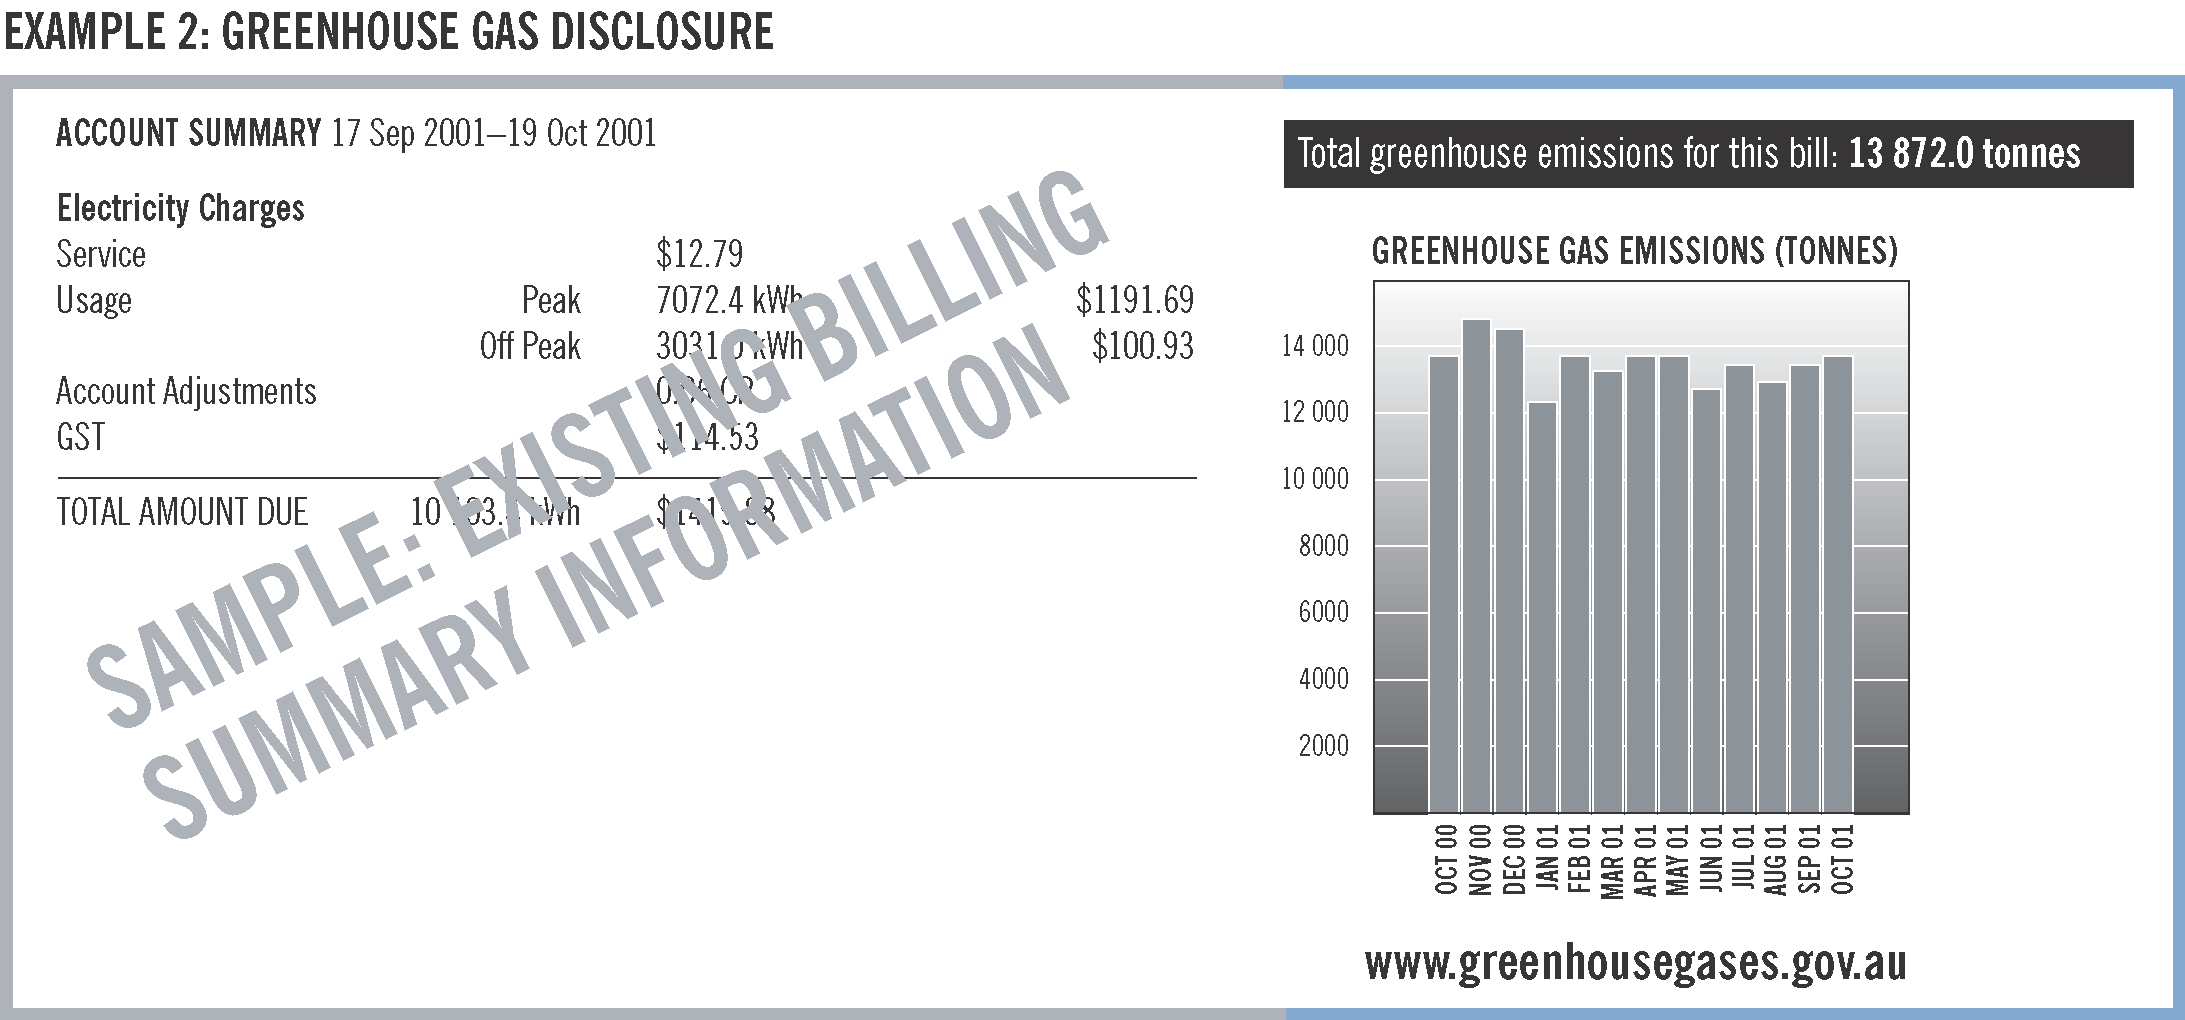 EXAMPLE 2: GREENHOUSE GAS DISCLOSURE
ACCOUNT SUMMARY 17 Sep 2001–19 Oct 2001
Electricity Charges
Service $12.79
Usage Peak 7072.4 kWh $1191.69
Off Peak kWh $100.93
Account Adjustments
GST $114.53
TOTAL AMOUNT DUE kWh
SAMPLE: EXISTING BILLING
SUMMARY INFORMATION
Total greenhouse emissions for this bill: 13 872.0 tonnes
GREENHOUSE GAS EMISSIONS (TONNES)
14 000
12 000
10 000
8000
6000
4000
2000
OCT 00
NOV 00
DEC 00
JAN 01
FEB 01
MAR 01
APR 01
MAY 01
JUN 01
JUL 01
AUG 01
SEP 01
OCT 01
www.greenhousegases.gov.au